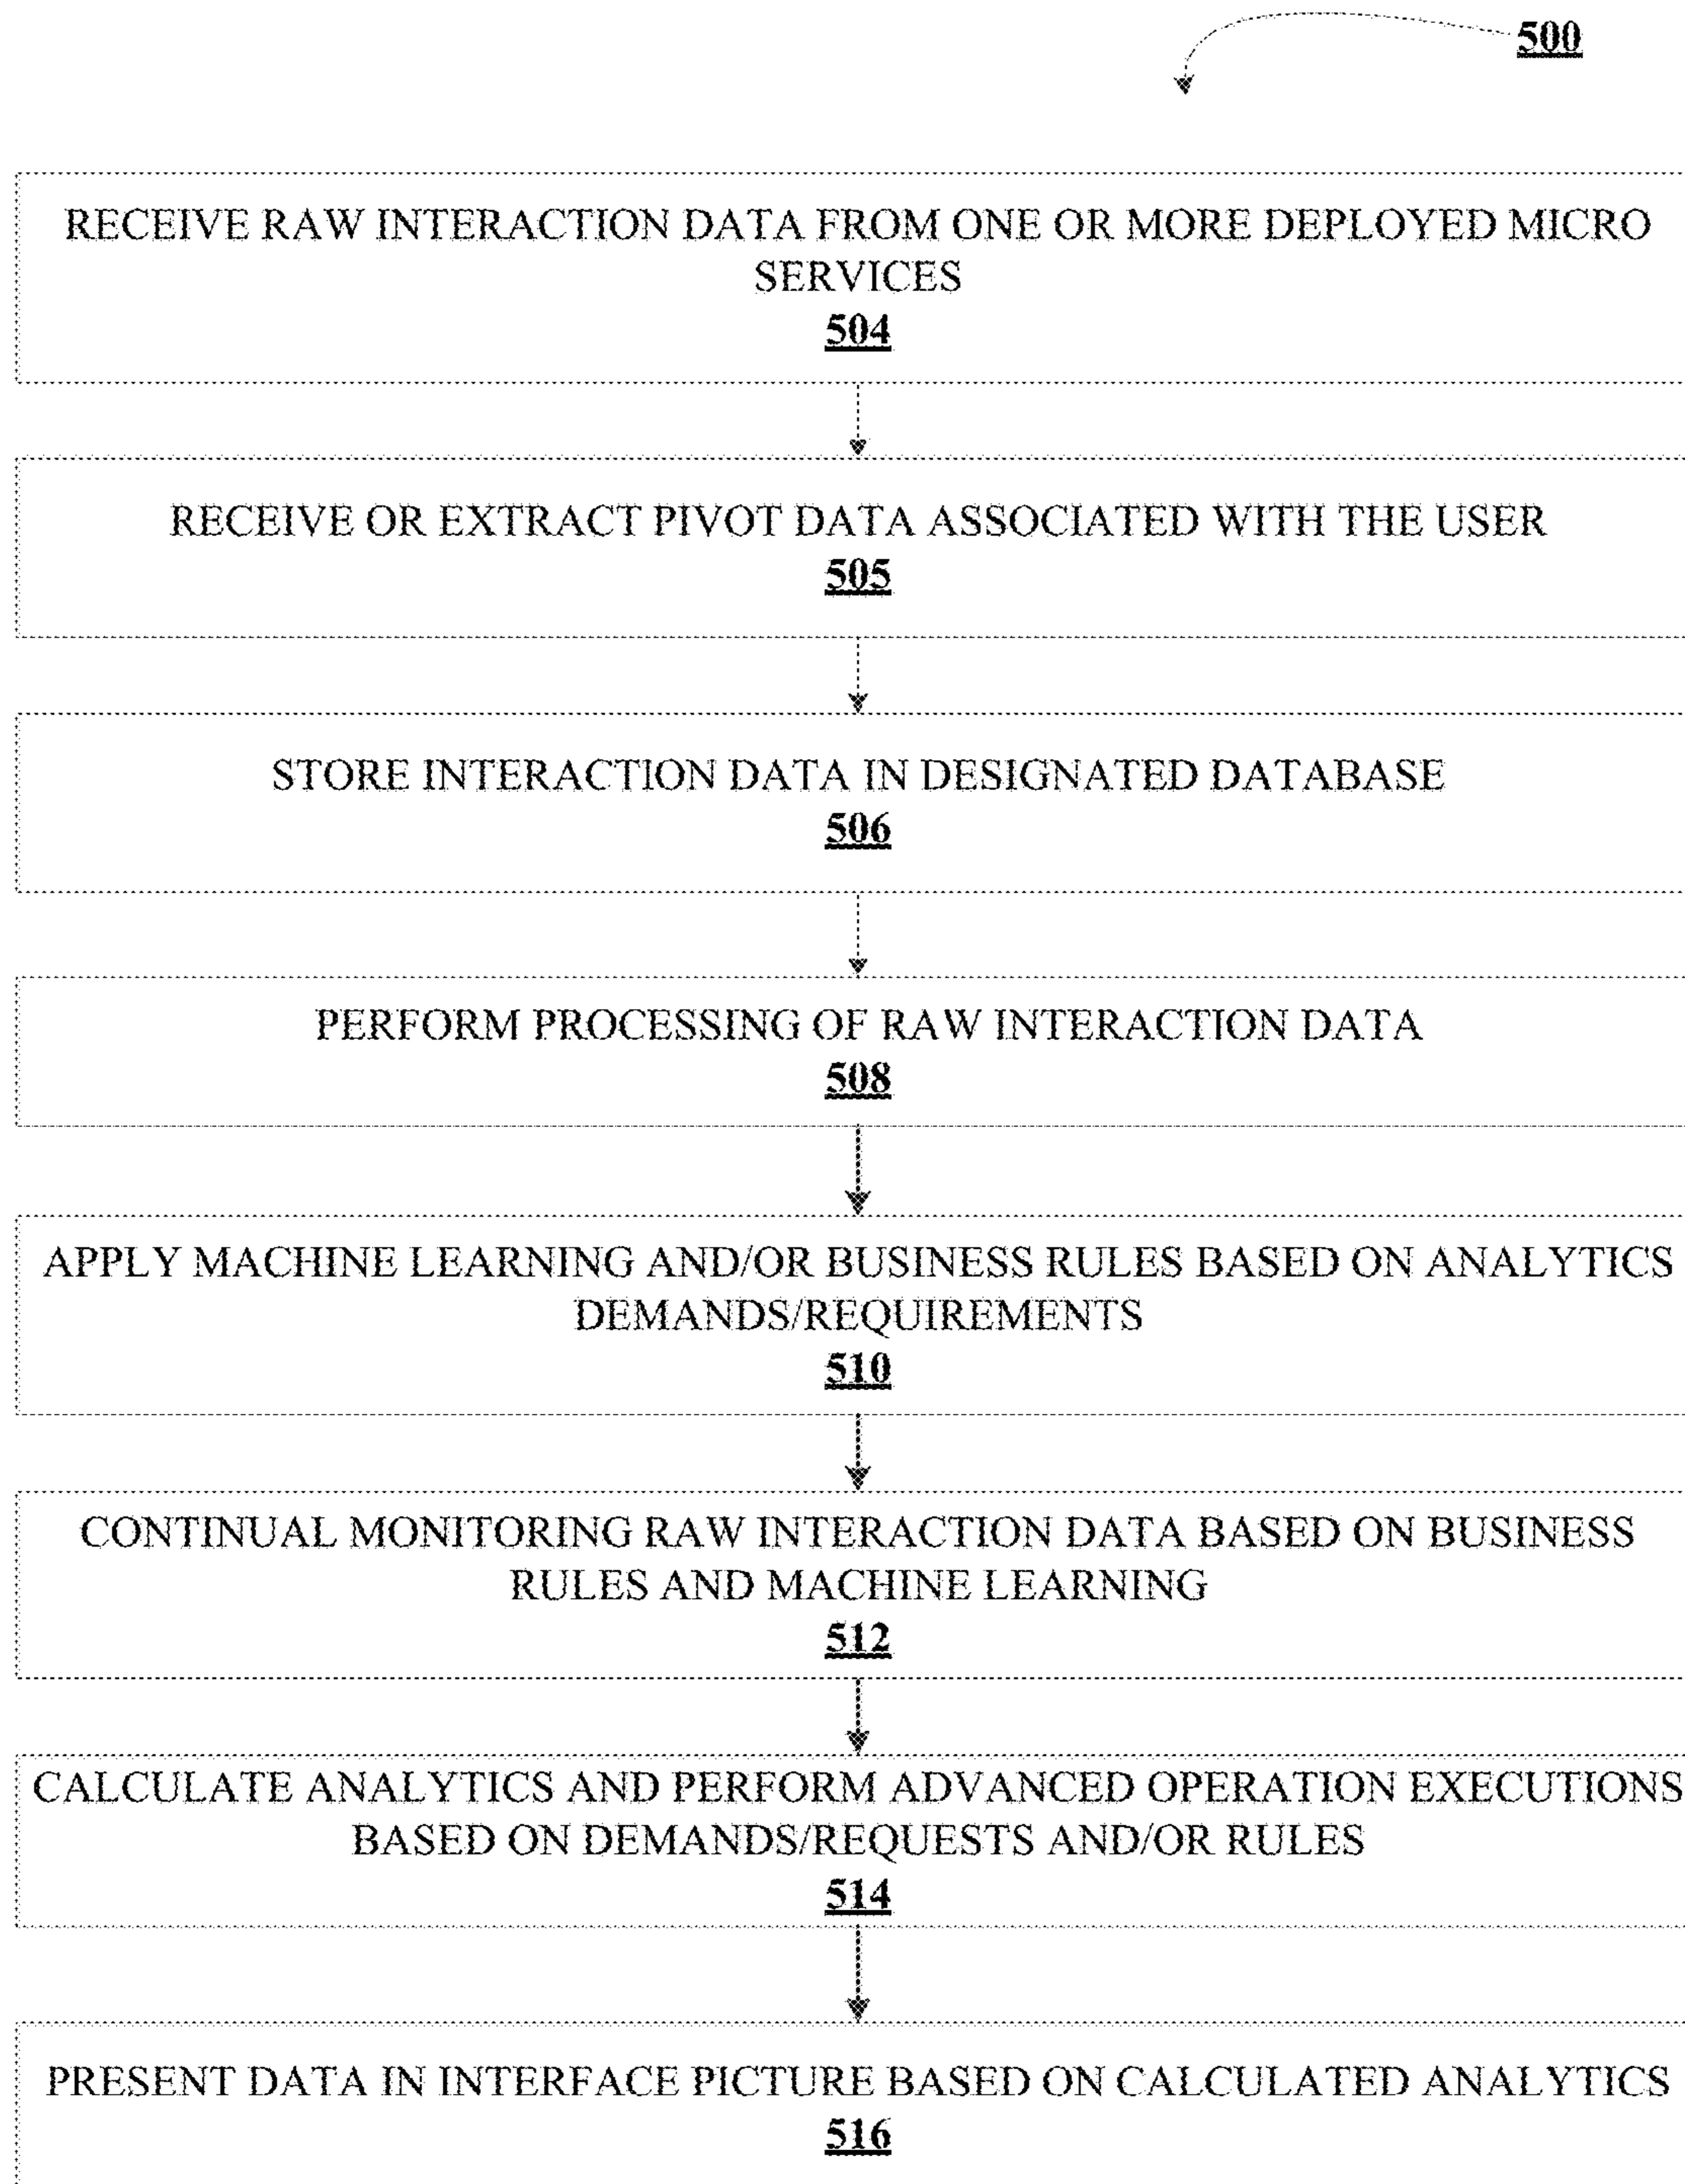 500
RECEIVE RAW INTERACTION DATA FROM ONE OR MORE DEPLOYED MICRO
SERVICES
504
RECEIVE OR EXTRACT PIVOT DATA ASSOCIATED WITH THE USER
505
STORE INTERACTION DATA IN DESIGNATED DATABASE
506
PERFORM PROCESSING OF RAW INTERACTION DATA
508
APPLY MACHINE LEARNING AND/OR BUSINESS RULES BASED ON ANALYTICS
DEMANDS/REQUIREMENTS
510
CONTINUAL MONITORING RAW INTERACTION DATA BASED ON BUSINESS
RULES AND MACHINE LEARNING
512
CALCULATE ANALYTICS AND PERFORM ADVANCED OPERATION EXECUTIONS
BASED ON DEMANDS/REQUESTS AND/OR RULES
514
PRESENT DATA IN INTERFACE PICTURE BASED ON CALCULATED ANALYTICS
516